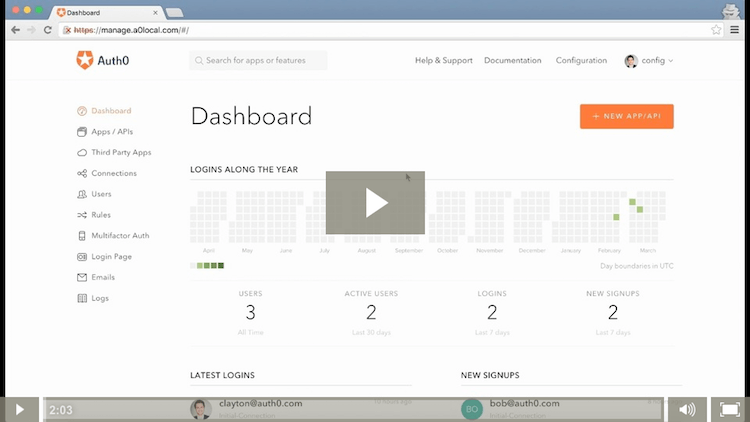 Dashboard
https://manage.a0local.com/#/
Auth0
Search for apps or features
Help & Support
Documentation
Configuration
config
Dashboard
Apps / APIs
Third Party Apps
Connections
Users
Rules
Multifactor Auth
Login Page
Emails
Logs
Dashboard
+ NEW APP/API
LOGINS ALONG THE YEAR
April May June July August September October November December January February March
Day boundaries in UTC
USERS
3
All Time
ACTIVE USERS
2
Last 30 days
LOGINS
2
Last 7 days
NEW SIGNUPS
2
Last 7 days
LATEST LOGINS
clayton@auth0.com
hours ago
Initial-Connection
NEW SIGNUPS
BO
bob@auth0.com
Initial-Connection
2:03